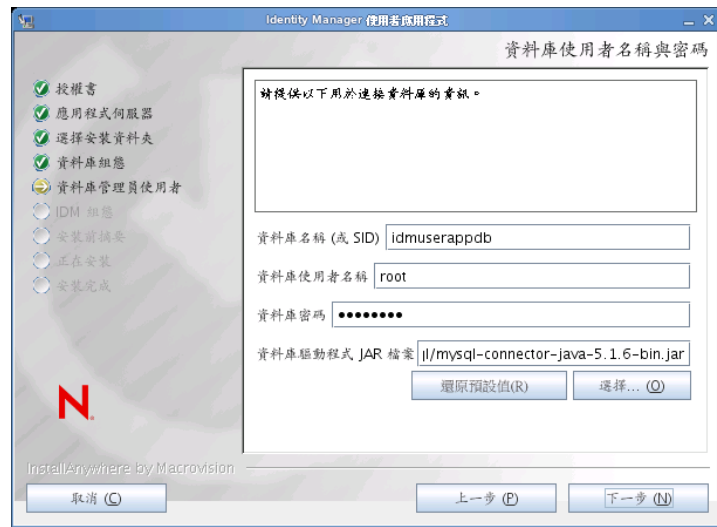 Identity Manager 使用者應用程式
資料庫使用者名稱與密碼
授權書
應用程式伺服器
選擇安裝資料夾
資料庫組態
資料庫管理員使用者
IDM 組態
安裝前摘要
正在安裝
安裝完成
請提供以下用於連接資料庫的資訊。
資料庫名稱 (或 SID) idmuserappdb
資料庫使用者名稱 root
資料庫密碼 ●●●●●●●●
資料庫驅動程式 JAR 檔案 ql/mysql-connector-java-5.1.6-bin.jar
還原預設值(R) 選擇... (O)
N
InstallAnywhere by Macrovision
取消 (C) 上一步 (P) 下一步 (N)